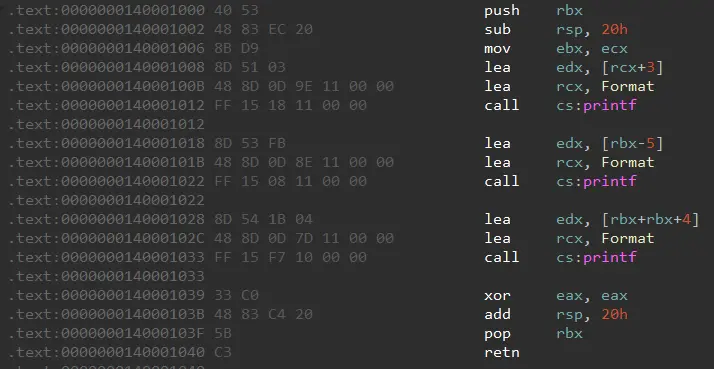 .text:0000000140001000 40 53 push rbx
.text:0000000140001002 48 83 EC 20 sub rsp, 20h
.text:0000000140001006 8B D9 mov ebx, ecx
.text:0000000140001008 8D 51 03 lea edx, [rcx+3]
.text:000000014000100B 48 8D 0D 9E 11 00 00 lea rcx, Format
.text:0000000140001012 FF 15 18 11 00 00 call cs:printf
.text:0000000140001012
.text:0000000140001018 8D 53 FB lea edx, [rbx-5]
.text:000000014000101B 48 8D 0D 8E 11 00 00 lea rcx, Format
.text:0000000140001022 FF 15 08 11 00 00 call cs:printf
.text:0000000140001022
.text:0000000140001028 8D 54 1B 04 lea edx, [rbx+rbx+4]
.text:000000014000102C 48 8D 0D 7D 11 00 00 lea rcx, Format
.text:0000000140001033 FF 15 F7 10 00 00 call cs:printf
.text:0000000140001033
.text:0000000140001039 33 C0 xor eax, eax
.text:000000014000103B 48 83 C4 20 add rsp, 20h
.text:000000014000103F 5B pop rbx
.text:0000000140001040 C3 retn